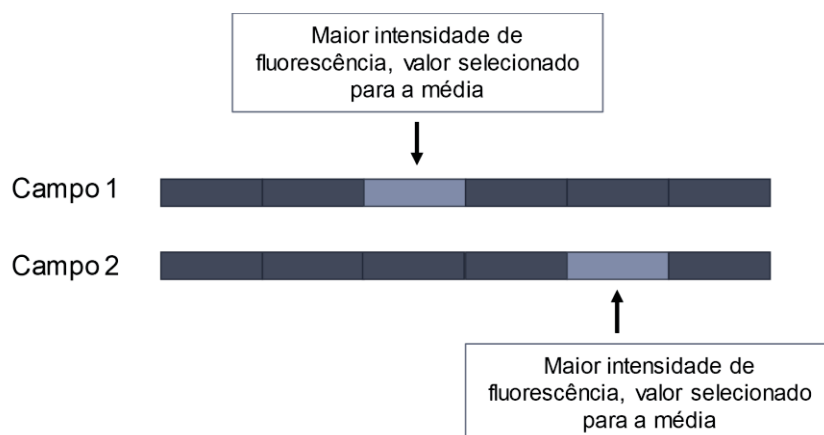 Maior intensidade de
fluorescência, valor selecionado
para a média
Campo 1
Campo 2
Maior intensidade de
fluorescência, valor selecionado
para a média